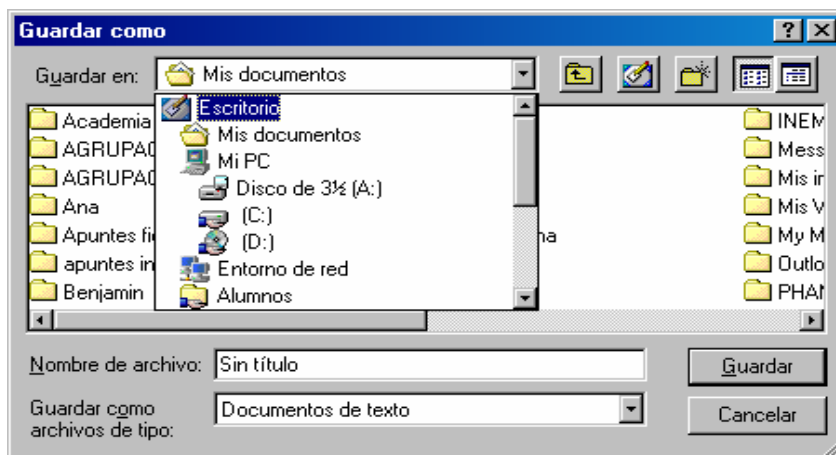 Guardar como
Guardar en: Mis documentos
Escritorio
Mis documentos
Mi PC
Disco de 3½ (A:)
(C:)
(D:)
Entorno de red
Alumnos
Academia
AGRUPAC
AGRUPAC
Ana
Apuntes fi
apuntes in
Benjamin
na
INEM
Mess
Mis
Mis V
My M
Outlo
PHAN
Nombre de archivo: Sin título
Guardar
Guardar como
archivos de tipo:
Documentos de texto
Cancelar